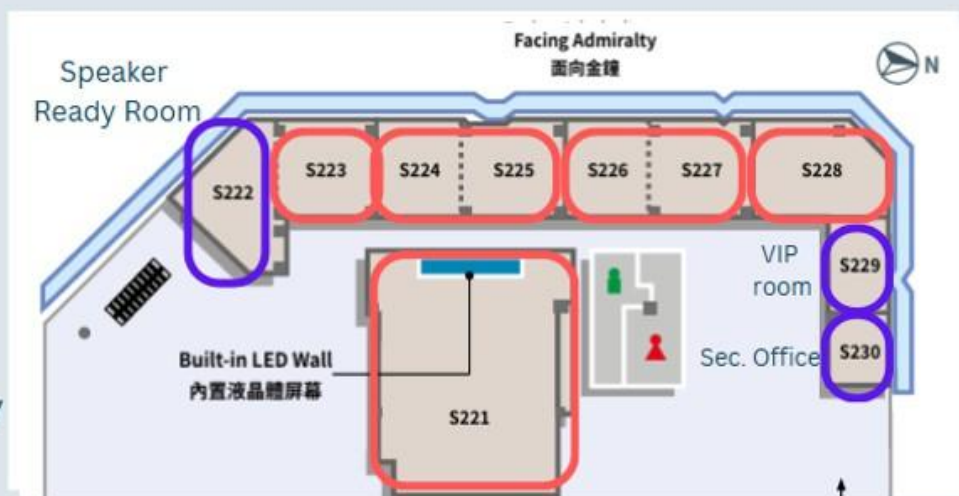 Facing Admiralty
面向金鐘
N
Speaker
Ready Room
S222
S223
S224
S225
S226
S227
S228
VIP
room
S229
Sec. Office
S230
Built-in LED Wall
內置液晶體屏幕
S221